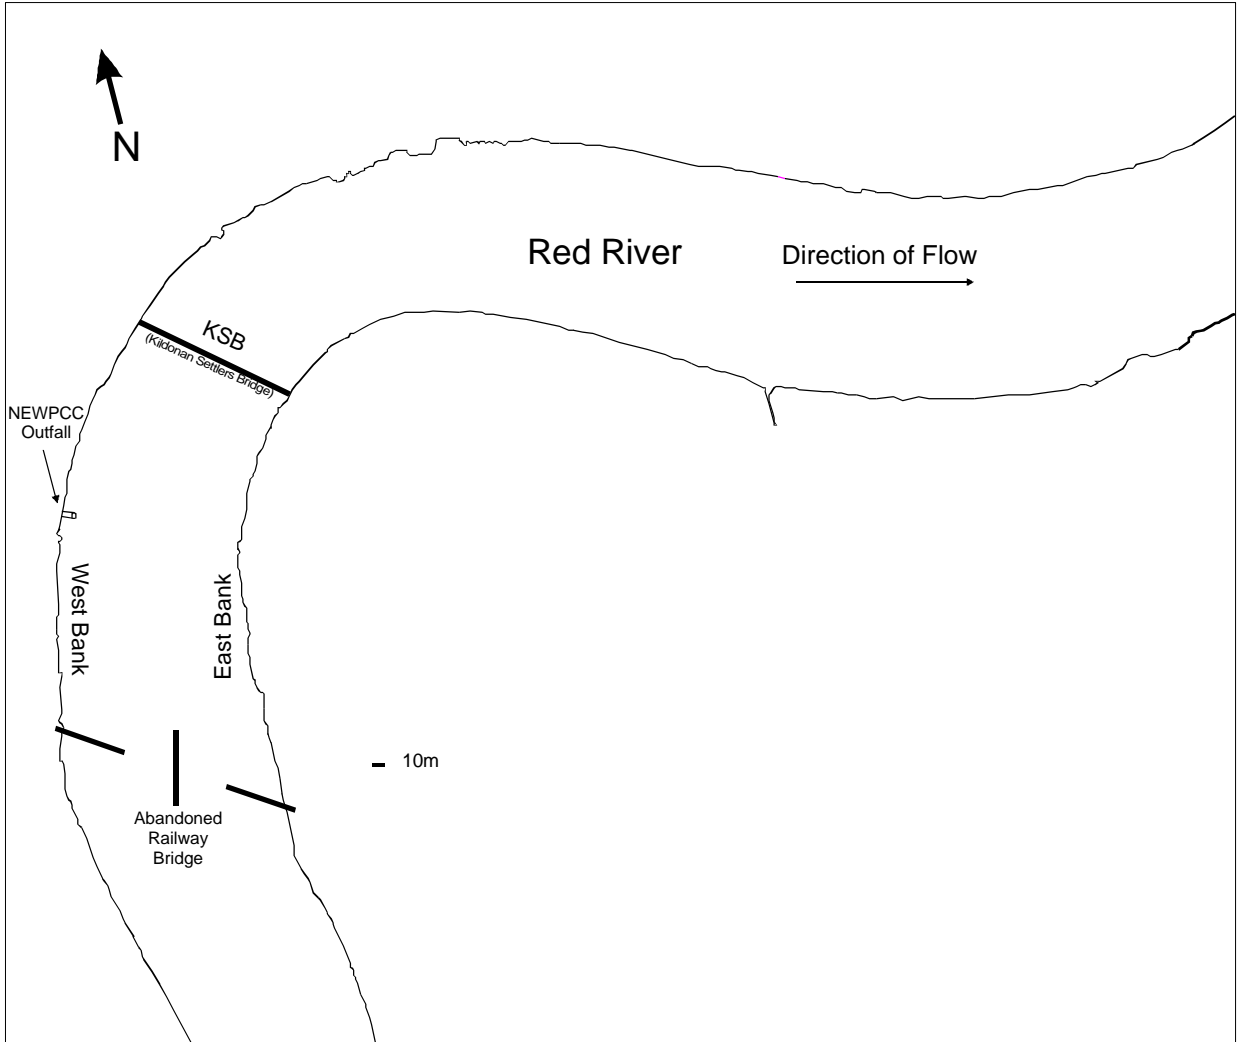 N
Red River
Direction of Flow
KSB
(Kildonan Settlers Bridge)
NEWPCC
Outfall
West Bank
East Bank
10m
Abandoned
Railway
Bridge